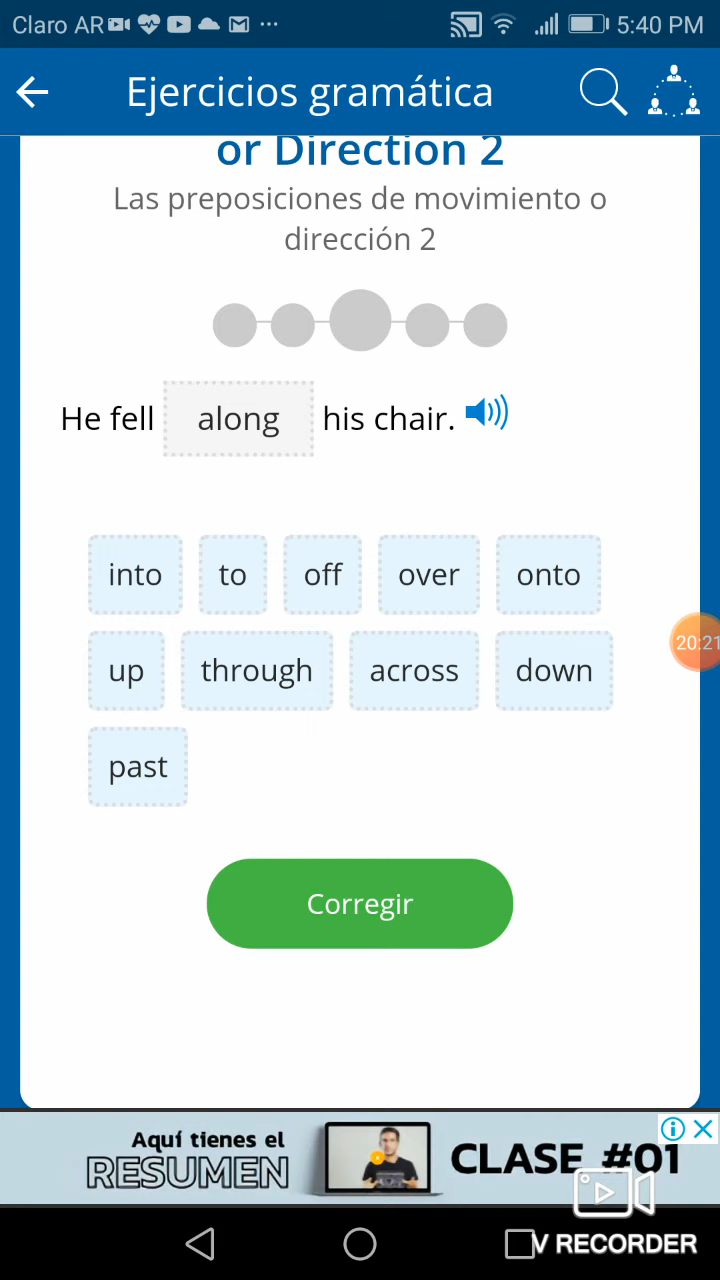 Claro AR ... 5:40 PM
Ejercicios gramática
or Direction 2
Las preposiciones de movimiento o
dirección 2
He fell along his chair.
into to off over onto
20:21
up through across down
past
Corregir
Aquí tienes el
RESUMEN
CLASE #01
V RECORDER